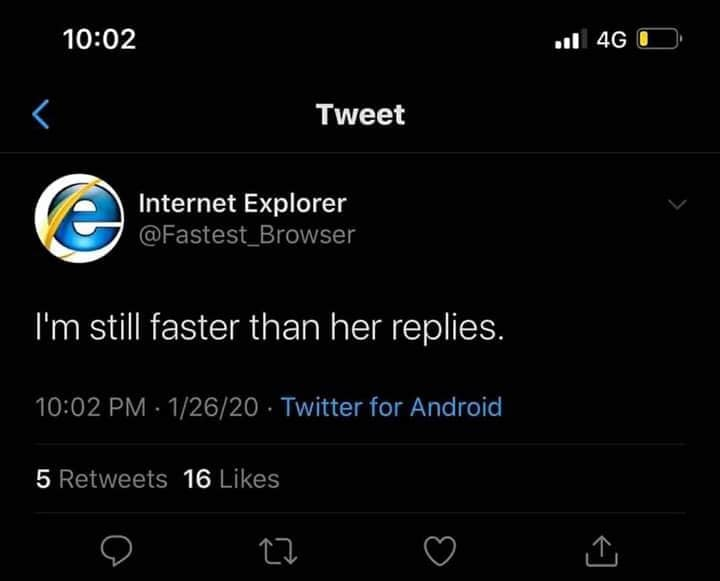 10:02 4G
Tweet
Internet Explorer
@Fastest_Browser
I'm still faster than her replies.
10:02 PM · 1/26/20 · Twitter for Android
5 Retweets 16 Likes